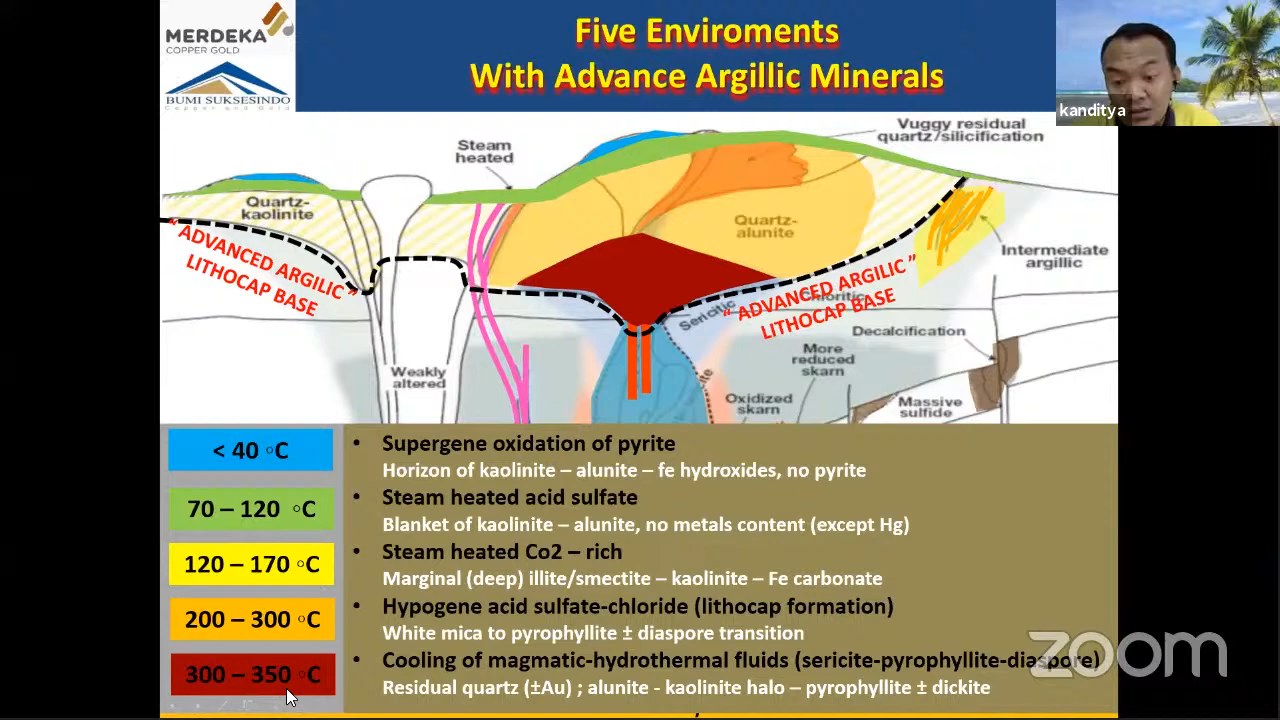 MERDEKA
COPPER GOLD
BUMI SUKSESINDO
Copper and Gold
Five Enviroments
With Advance Argillic Minerals
kanditya
Steam
heated
Vuggy residual
quartz/silicification
Quartz-
kaolinite
Quartz-
alunite
Intermediate
argillic
“ ADVANCED ARGILIC ”
LITHOCAP BASE
“ ADVANCED ARGILIC ”
LITHOCAP BASE
Sericitic
Chloritic
Decalcification
More
reduced
skarn
Weakly
altered
Oxidized
skarn
Massive
sulfide
< 40 °C
• Supergene oxidation of pyrite
Horizon of kaolinite – alunite – fe hydroxides, no pyrite
70 – 120 °C
• Steam heated acid sulfate
Blanket of kaolinite – alunite, no metals content (except Hg)
120 – 170 °C
• Steam heated Co2 – rich
Marginal (deep) illite/smectite – kaolinite – Fe carbonate
200 – 300 °C
• Hypogene acid sulfate-chloride (lithocap formation)
White mica to pyrophyllite ± diaspore transition
300 – 350 °C
• Cooling of magmatic-hydrothermal fluids (sericite-pyrophyllite-diaspore)
Residual quartz (±Au) ; alunite - kaolinite halo – pyrophyllite ± dickite
zoom